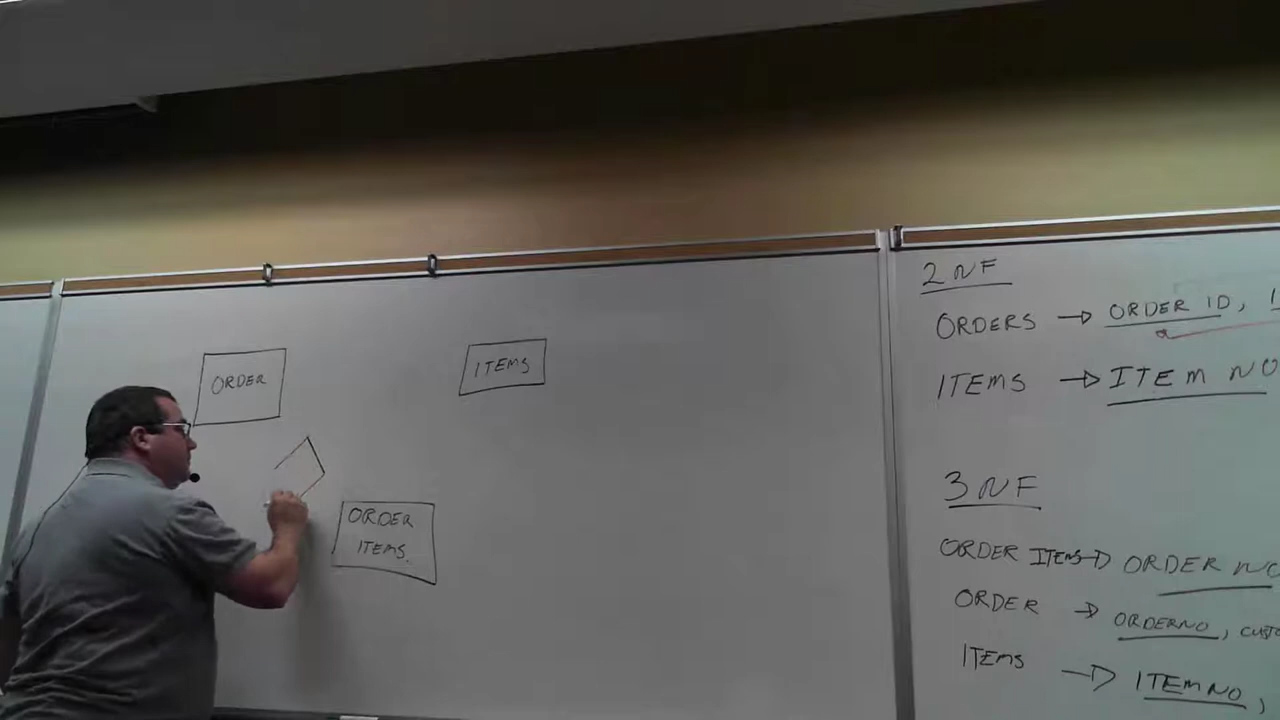 ORDER
ITEMS
ORDER
ITEMS
2NF
ORDERS → ORDER ID,
ITEMS → ITEM NO
3NF
ORDER ITEMS → ORDER NO
ORDER → ORDERNO, CUSTO
ITEMS → ITEMNO,